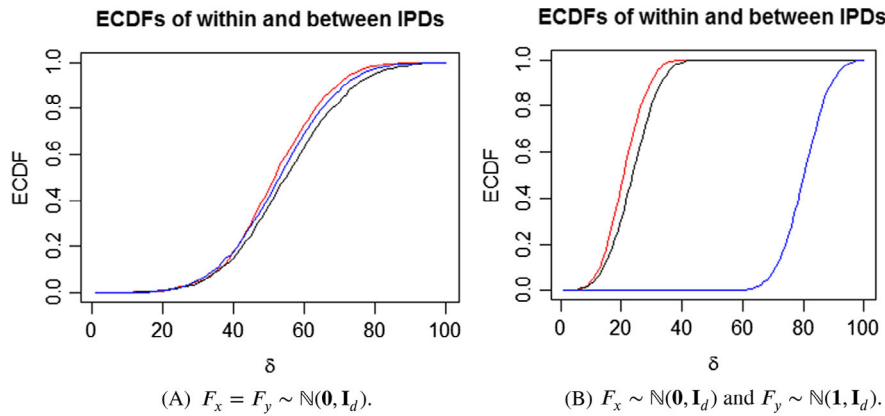 ECDFs of within and between IPDs
ECDF
0.0 0.2 0.4 0.6 0.8 1.0
0 20 40 60 80 100
δ
(A) F_x = F_y ∼ ℕ(𝟎, 𝐈_d).
ECDFs of within and between IPDs
ECDF
0.0 0.2 0.4 0.6 0.8 1.0
0 20 40 60 80 100
δ
(B) F_x ∼ ℕ(𝟎, 𝐈_d) and F_y ∼ ℕ(𝟏, 𝐈_d).